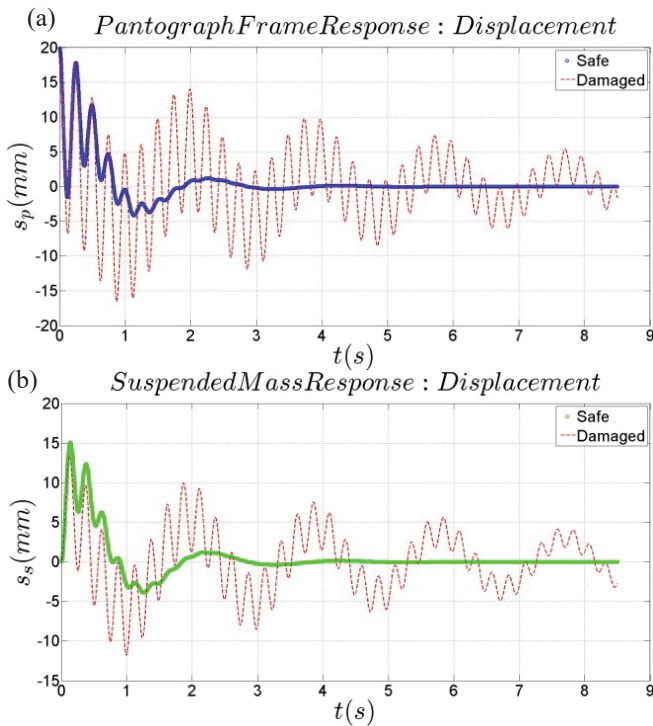 (a)
PantographFrameResponse : Displacement
20
15
10
5
0
-5
-10
-15
-20
s_p(mm)
Safe
Damaged
0 1 2 3 4 5 6 7 8 9
t(s)
(b)
SuspendedMassResponse : Displacement
20
15
10
5
0
-5
-10
-15
s_s(mm)
Safe
Damaged
0 1 2 3 4 5 6 7 8 9
t(s)